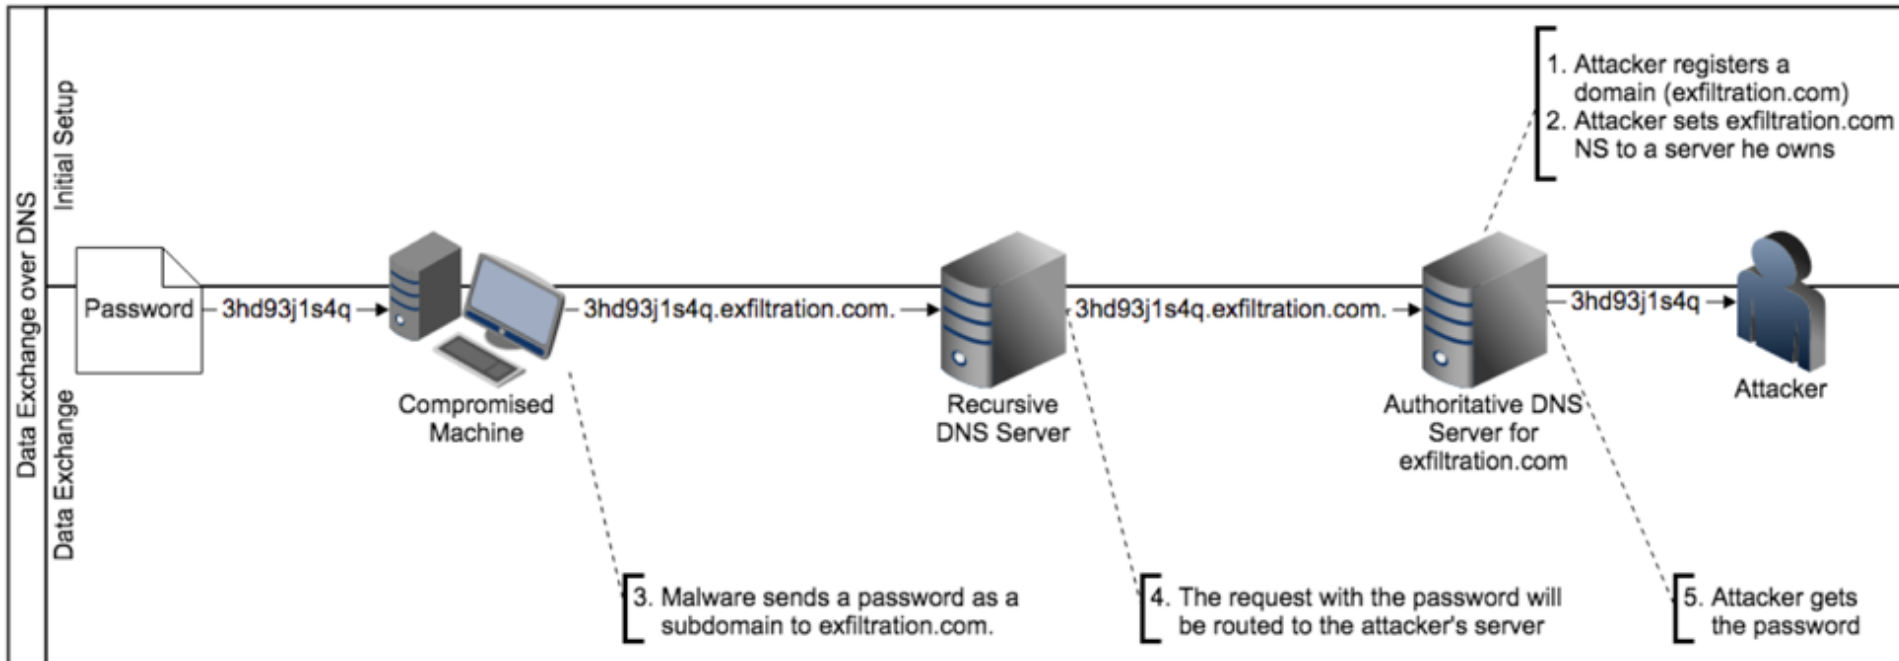 Data Exchange over DNS
Initial Setup
1. Attacker registers a
domain (exfiltration.com)
2. Attacker sets exfiltration.com
NS to a server he owns
Data Exchange
Password
3hd93j1s4q
3hd93j1s4q.exfiltration.com.
3hd93j1s4q.exfiltration.com.
3hd93j1s4q
Compromised
Machine
Recursive
DNS Server
Authoritative DNS
Server for
exfiltration.com
Attacker
3. Malware sends a password as a
subdomain to exfiltration.com.
4. The request with the password will
be routed to the attacker's server
5. Attacker gets
the password